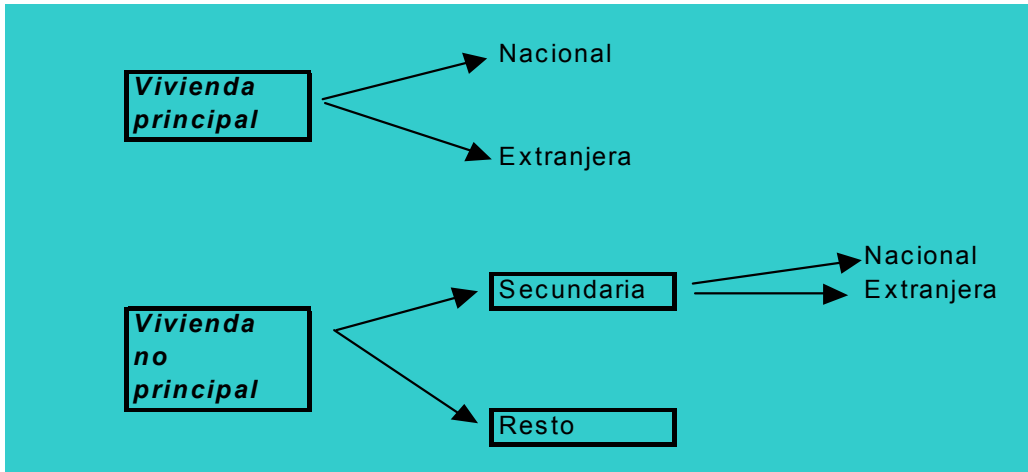 Nacional
Vivienda
principal
Extranjera
Nacional
Secundaria
Extranjera
Vivienda
no
principal
Resto